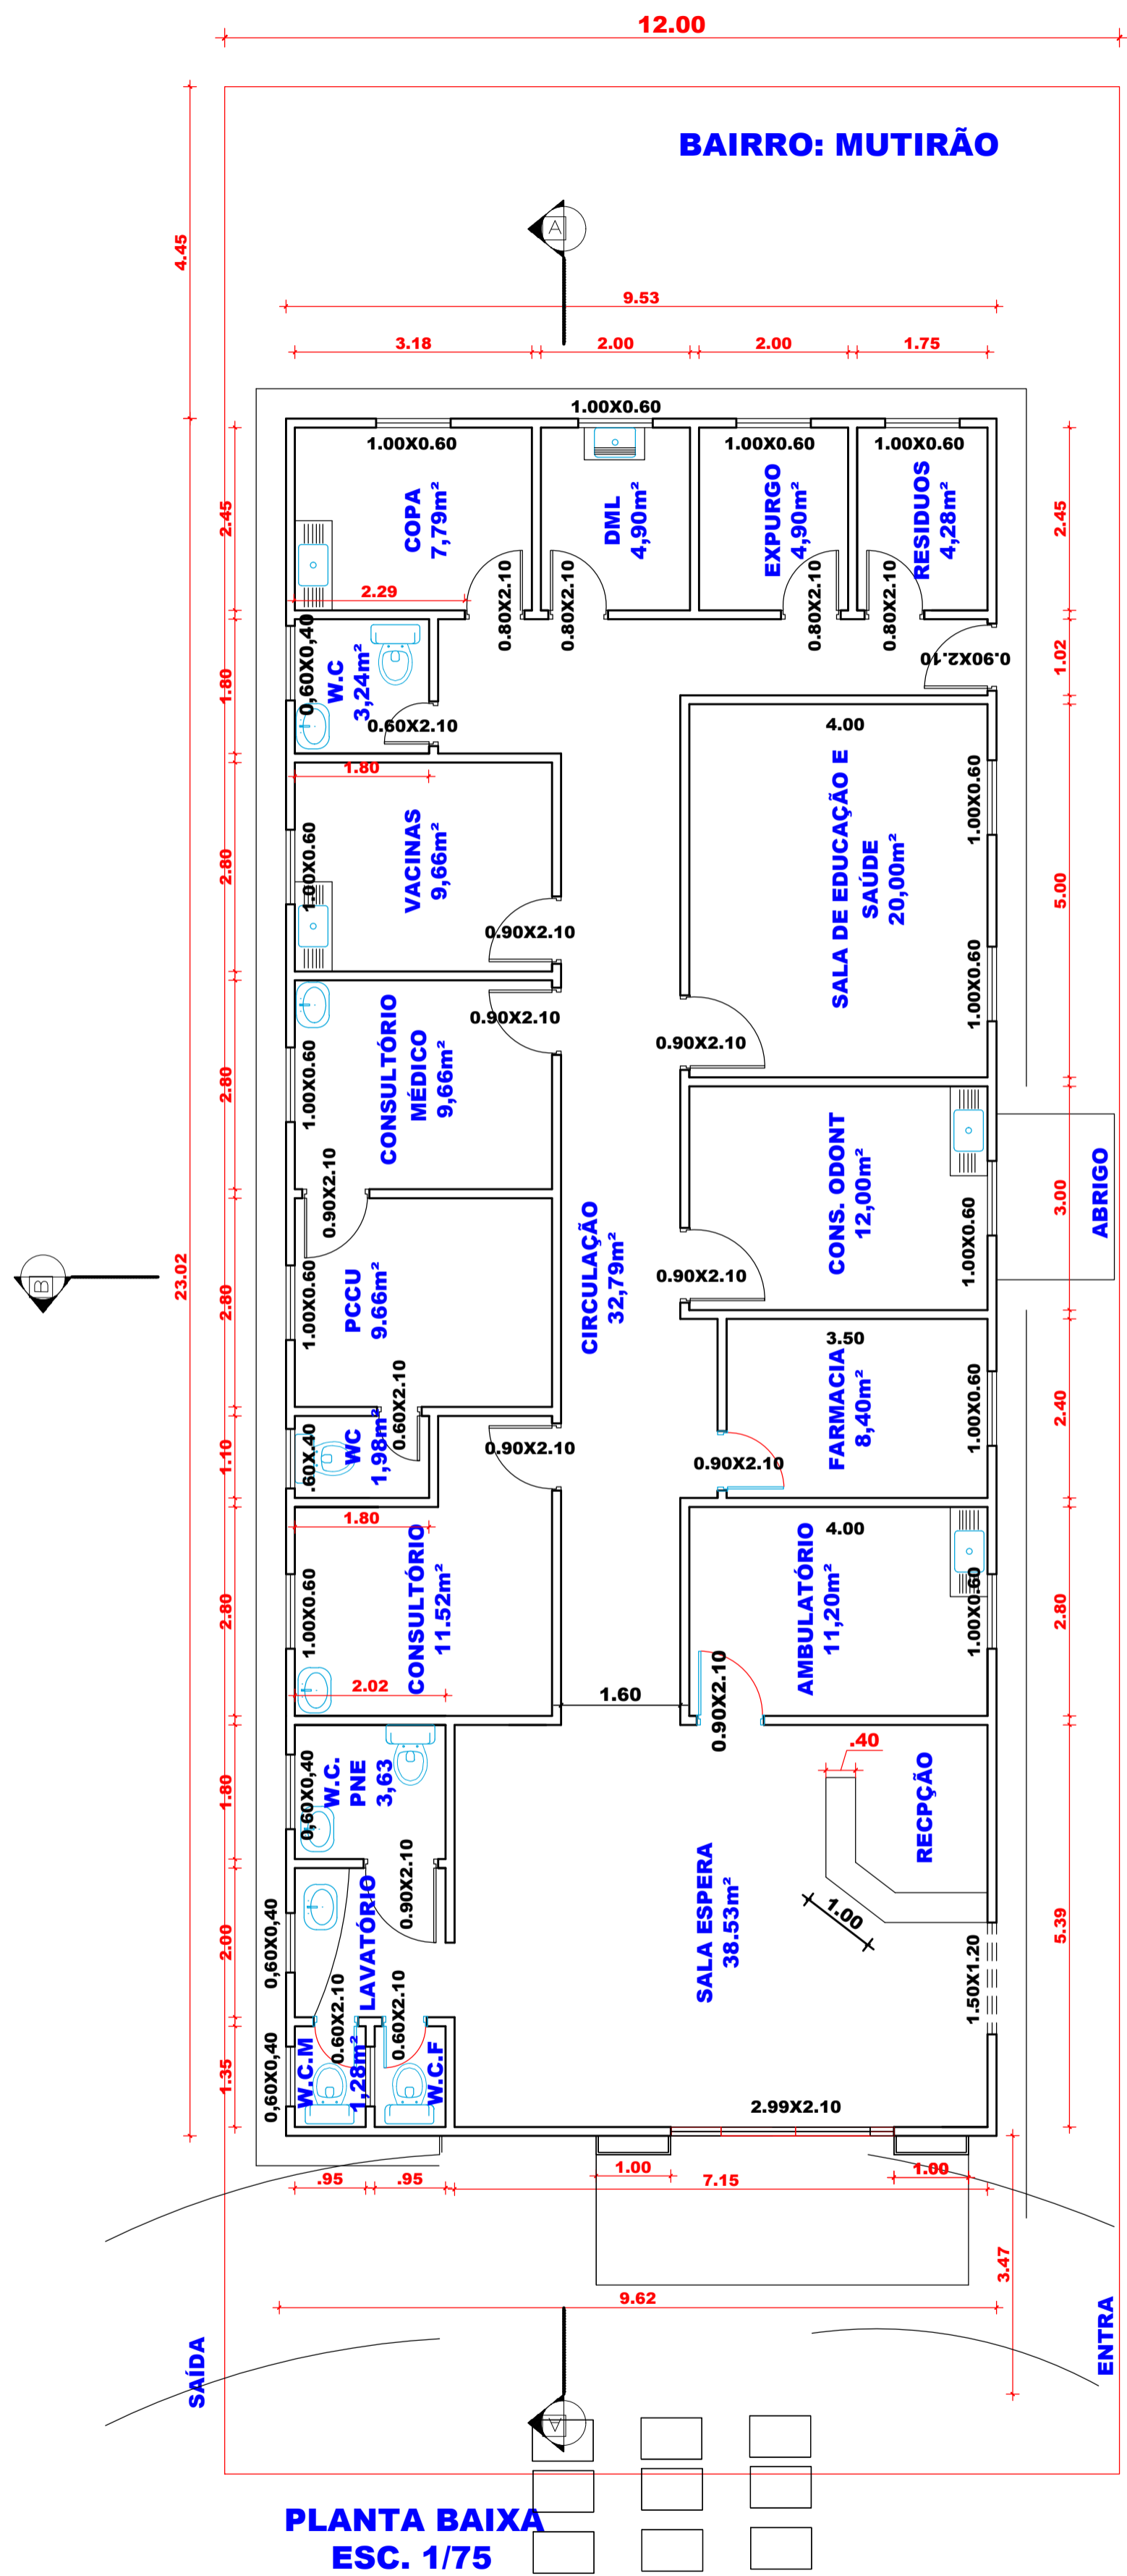 12.00
BAIRRO: MUTIRÃO
4.45
A
9.53
3.18
2.00
2.00
1.75
1.00X0.60
1.00X0.60
1.00X0.60
1.00X0.60
2.45
COPA
7,79m²
DML
4,90m²
EXPURGO
4,90m²
RESIDUOS
4,28m²
2.45
2.29
0.80X2.10
0.80X2.10
0.80X2.10
0.80X2.10
0,60X0,40
W.C
3,24m²
1.80
0.60X2.10
0.90X2.10
1.02
4.00
1.80
1.00X0.60
VACINAS
9,66m²
2.80
0.90X2.10
SALA DE EDUCAÇÃO E
SAÚDE
20,00m²
1.00X0.60
1.00X0.60
5.00
0.90X2.10
0.90X2.10
CONSULTÓRIO
MÉDICO
9,66m²
1.00X0.60
2.80
0.90X2.10
CONS. ODONT
12,00m²
1.00X0.60
3.00
ABRIGO
CIRCULAÇÃO
32,79m²
0.90X2.10
23.02
B
PCCU
9.66m²
1.00X0.60
2.80
0.60X2.10
3.50
FARMACIA
8,40m²
1.00X0.60
2.40
0.90X2.10
0.90X2.10
WC
1,98m²
.60X.40
1.10
1.80
4.00
CONSULTÓRIO
11.52m²
1.00X0.60
2.80
AMBULATÓRIO
11,20m²
1.00X0.60
2.80
2.02
1.60
0.90X2.10
.40
W.C.
PNE
3,63
0,60X0,40
1.80
RECPÇÃO
0.90X2.10
SALA ESPERA
38.53m²
1.00
LAVATÓRIO
0,60X0,40
2.00
1.50X1.20
5.39
0.60X2.10
0.60X2.10
W.C.M
1,28m²
W.C.F
0,60X0,40
1.35
2.99X2.10
.95
.95
1.00
7.15
1.00
3.47
9.62
SAÍDA
ENTRA
A
PLANTA BAIXA
ESC. 1/75